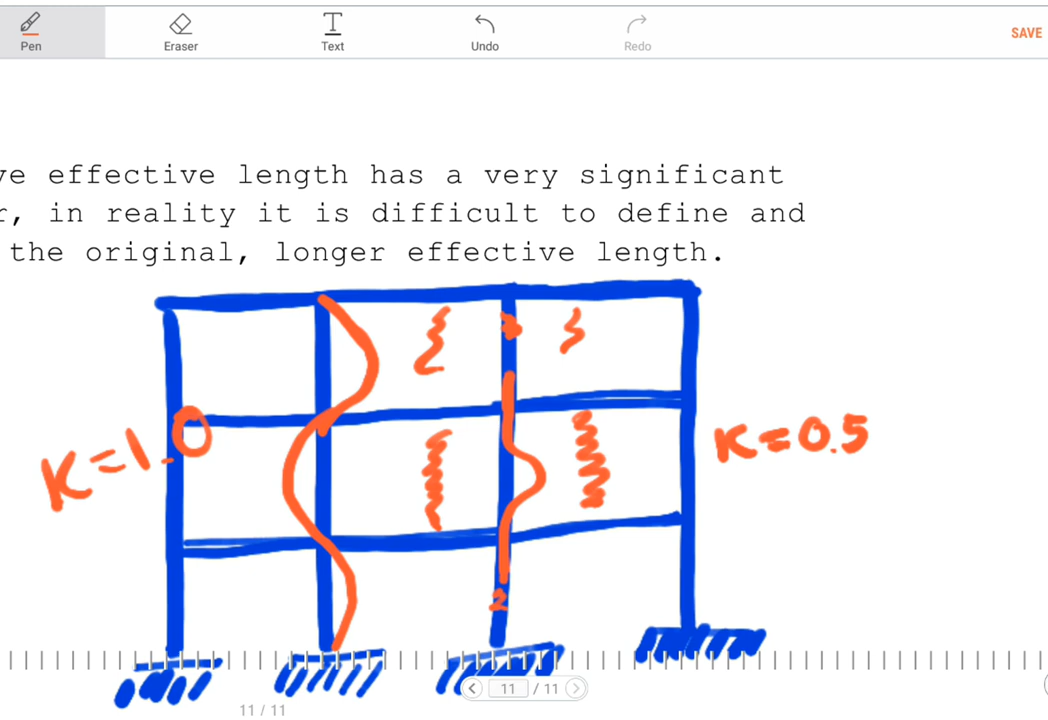 Pen
Eraser
Text
Undo
Redo
SAVE
effective length has a very significant
, in reality it is difficult to define and
the original, longer effective length.
K=1.0
K=0.5
2
11 / 11
11 / 11